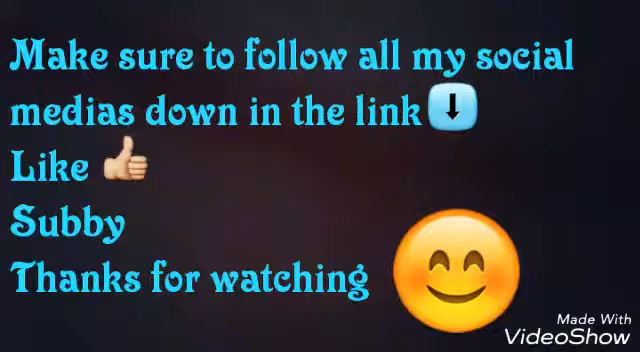 Make sure to follow all my social
medias down in the link⬇️
Like 👍🏼
Subby
Thanks for watching
Made With
VideoShow